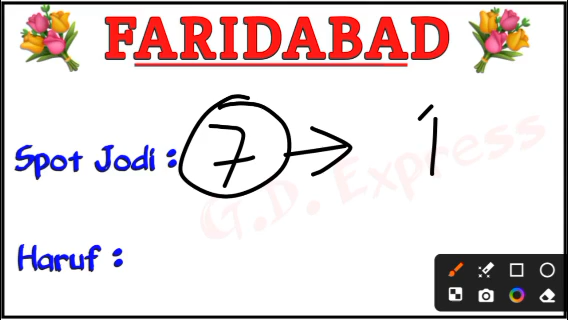 FARIDABAD
Spot Jodi : 7 → 1
G.D. Express
Haruf :